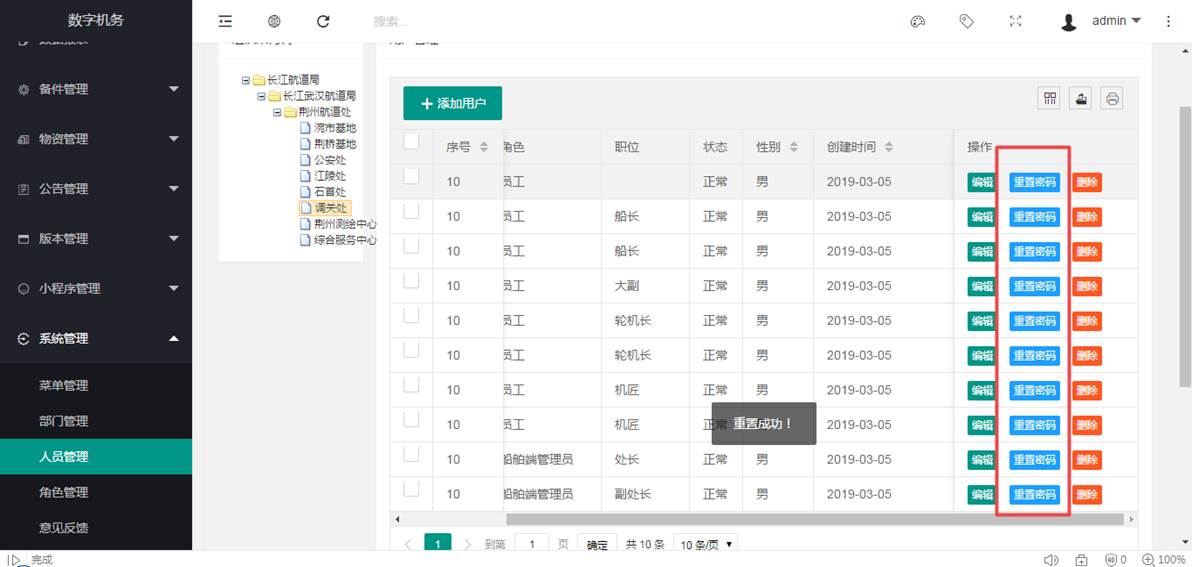 数字机务
搜索...
admin
备件管理
物资管理
公告管理
版本管理
小程序管理
系统管理
菜单管理
部门管理
人员管理
角色管理
意见反馈
长江航道局
长江武汉航道局
荆州航道处
涴市基地
荆桥基地
公安处
江陵处
石首处
调关处
荆州测绘中心
综合服务中心
添加用户
序号 角色 职位 状态 性别 创建时间 操作
10 员工 正常 男 2019-03-05 编辑 重置密码 删除
10 员工 船长 正常 男 2019-03-05 编辑 重置密码 删除
10 员工 船长 正常 男 2019-03-05 编辑 重置密码 删除
10 员工 大副 正常 男 2019-03-05 编辑 重置密码 删除
10 员工 轮机长 正常 男 2019-03-05 编辑 重置密码 删除
10 员工 轮机长 正常 男 2019-03-05 编辑 重置密码 删除
10 员工 机匠 正常 男 2019-03-05 编辑 重置密码 删除
10 员工 机匠 正常 2019-03-05 编辑 重置密码 删除
重置成功！
10 船舶端管理员 处长 正常 男 2019-03-05 编辑 重置密码 删除
10 船舶端管理员 副处长 正常 男 2019-03-05 编辑 重置密码 删除
1 到第 1 页 确定 共 10 条 10 条/页
完成
0 100%